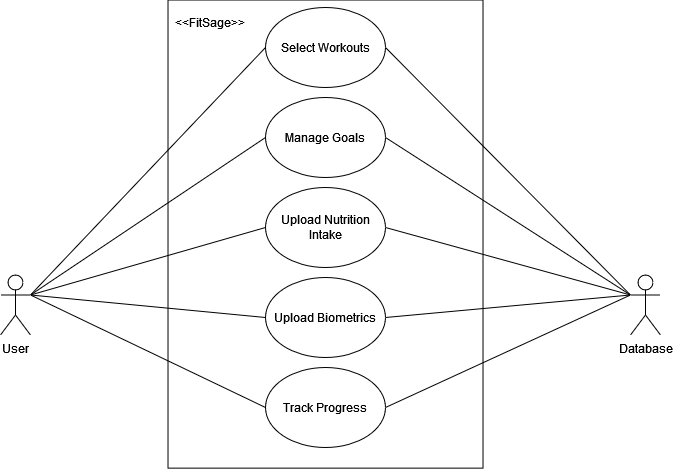 <<FitSage>>
Select Workouts
Manage Goals
Upload Nutrition
Intake
Upload Biometrics
Track Progress
User
Database